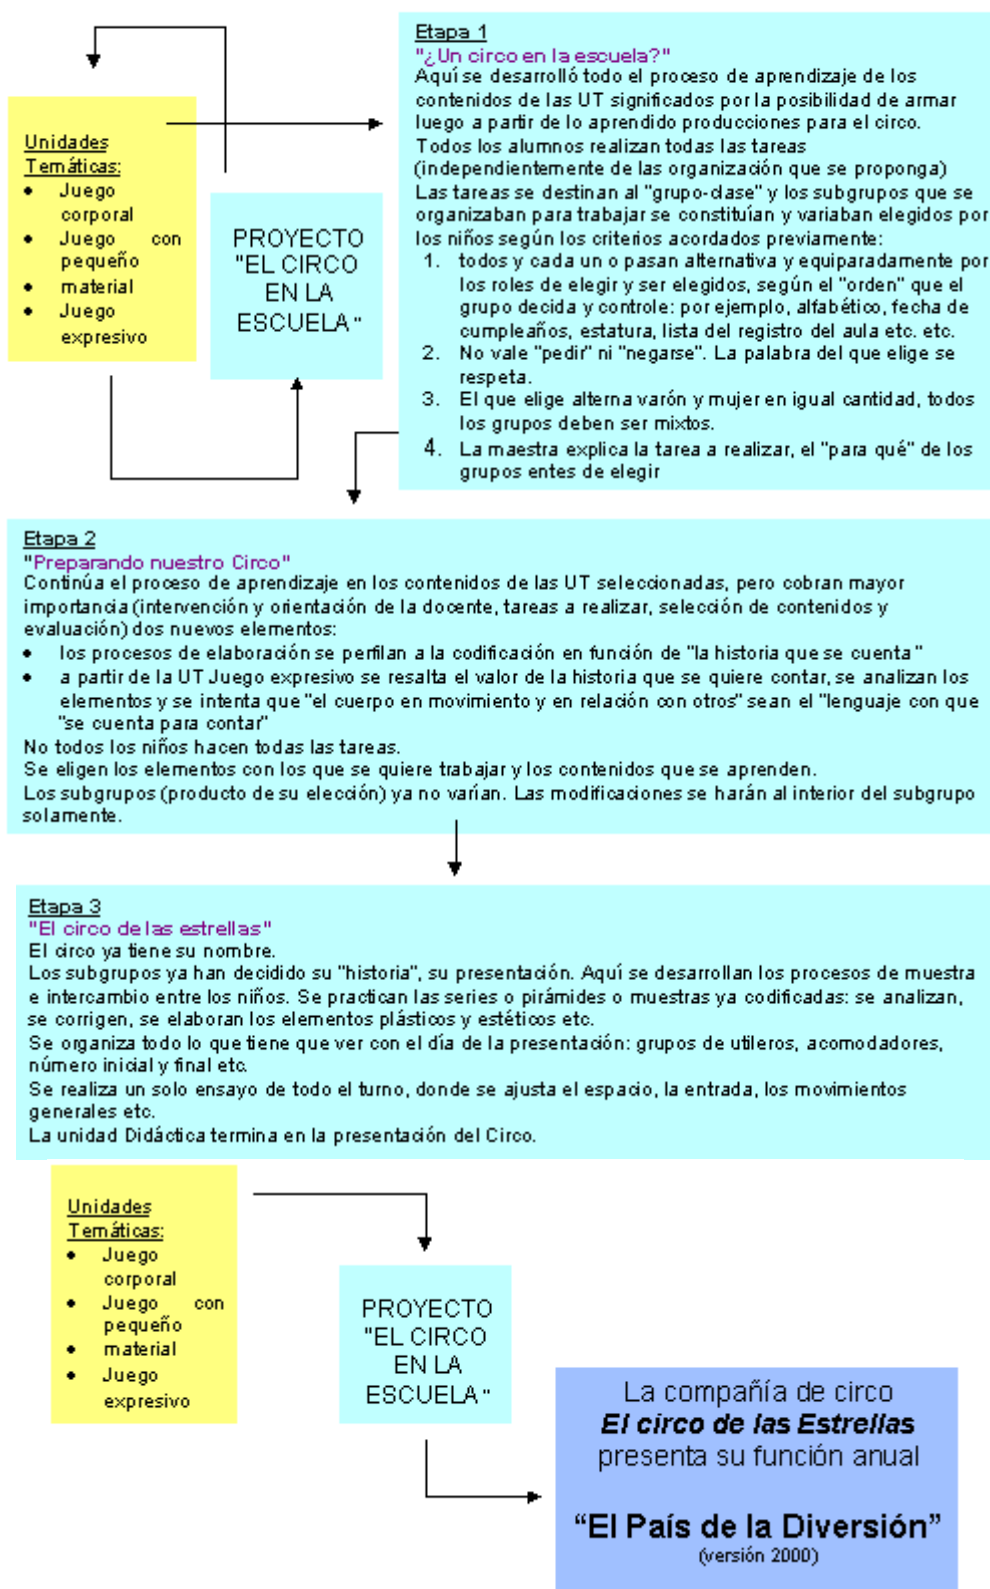 Unidades
Temáticas:
• Juego
corporal
• Juego con
pequeño
• material
• Juego
expresivo
PROYECTO
"EL CIRCO
EN LA
ESCUELA"
Etapa 1
"¿Un circo en la escuela?"
Aquí se desarrolló todo el proceso de aprendizaje de los
contenidos de las UT significados por la posibilidad de armar
luego a partir de lo aprendido producciones para el circo.
Todos los alumnos realizan todas las tareas
(independientemente de las organización que se proponga)
Las tareas se destinan al "grupo-clase" y los subgrupos que se
organizaban para trabajar se constituían y variaban elegidos por
los niños según los criterios acordados previamente:
1. todos y cada un o pasan alternativa y equiparadamente por
los roles de elegir y ser elegidos, según el "orden" que el
grupo decida y controle: por ejemplo, alfabético, fecha de
cumpleaños, estatura, lista del registro del aula etc. etc.
2. No vale "pedir" ni "negarse". La palabra del que elige se
respeta.
3. El que elige alterna varón y mujer en igual cantidad, todos
los grupos deben ser mixtos.
4. La maestra explica la tarea a realizar, el "para qué" de los
grupos entes de elegir
Etapa 2
"Preparando nuestro Circo"
Continúa el proceso de aprendizaje en los contenidos de las UT seleccionadas, pero cobran mayor
importancia (intervención y orientación de la docente, tareas a realizar, selección de contenidos y
evaluación) dos nuevos elementos:
• los procesos de elaboración se perfilan a la codificación en función de "la historia que se cuenta "
• a partir de la UT Juego expresivo se resalta el valor de la historia que se quiere contar, se analizan los
elementos y se intenta que "el cuerpo en movimiento y en relación con otros" sean el "lenguaje con que
"se cuenta para contar"
No todos los niños hacen todas las tareas.
Se eligen los elementos con los que se quiere trabajar y los contenidos que se aprenden.
Los subgrupos (producto de su elección) ya no varían. Las modificaciones se harán al interior del subgrupo
solamente.
Etapa 3
"El circo de las estrellas"
El circo ya tiene su nombre.
Los subgrupos ya han decidido su "historia", su presentación. Aquí se desarrollan los procesos de muestra
e intercambio entre los niños. Se practican las series o pirámides o muestras ya codificadas: se analizan,
se corrigen, se elaboran los elementos plásticos y estéticos etc.
Se organiza todo lo que tiene que ver con el día de la presentación: grupos de utileros, acomodadores,
número inicial y final etc.
Se realiza un solo ensayo de todo el turno, donde se ajusta el espacio, la entrada, los movimientos
generales etc.
La unidad Didáctica termina en la presentación del Circo.
Unidades
Temáticas:
• Juego
corporal
• Juego con
pequeño
• material
• Juego
expresivo
PROYECTO
"EL CIRCO
EN LA
ESCUELA"
La compañía de circo
El circo de las Estrellas
presenta su función anual
“El País de la Diversión”
(versión 2000)